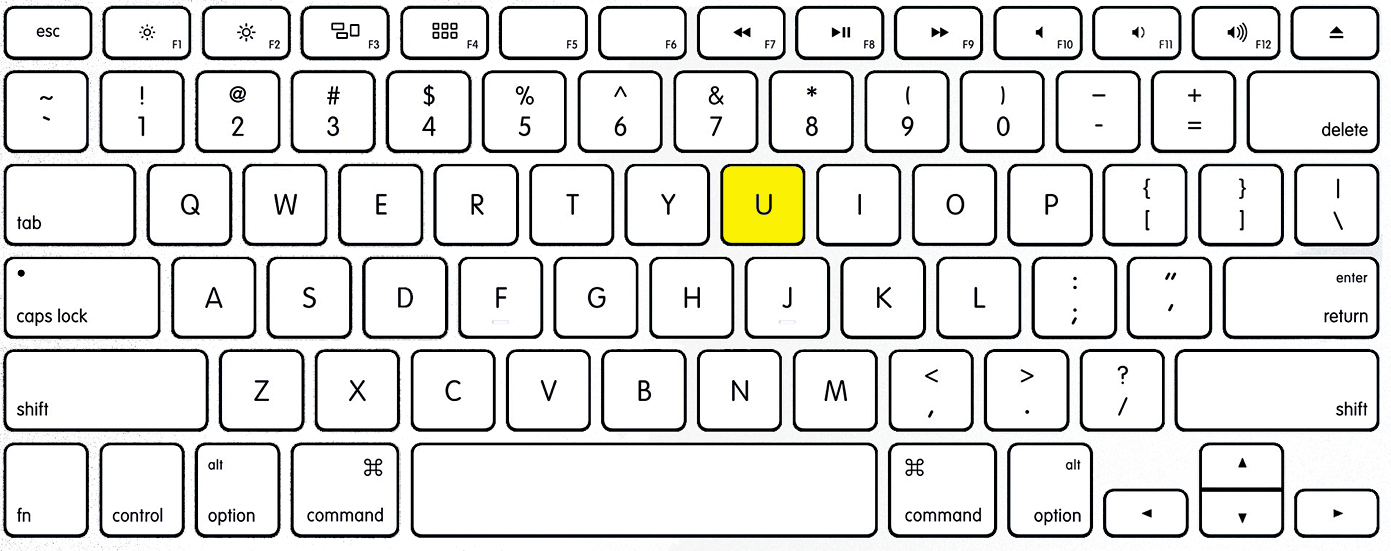 esc F1 F2 F3 F4 F5 F6 F7 F8 F9 F10 F11 F12
~ ! @ # $ % ^ & * ( ) – +
` 1 2 3 4 5 6 7 8 9 0 - = delete
tab Q W E R T Y U I O P { [ } ] | \
caps lock A S D F G H J K L : ; " ' enter return
shift Z X C V B N M < , > . ? / shift
fn control alt option ⌘ command ⌘ command alt option